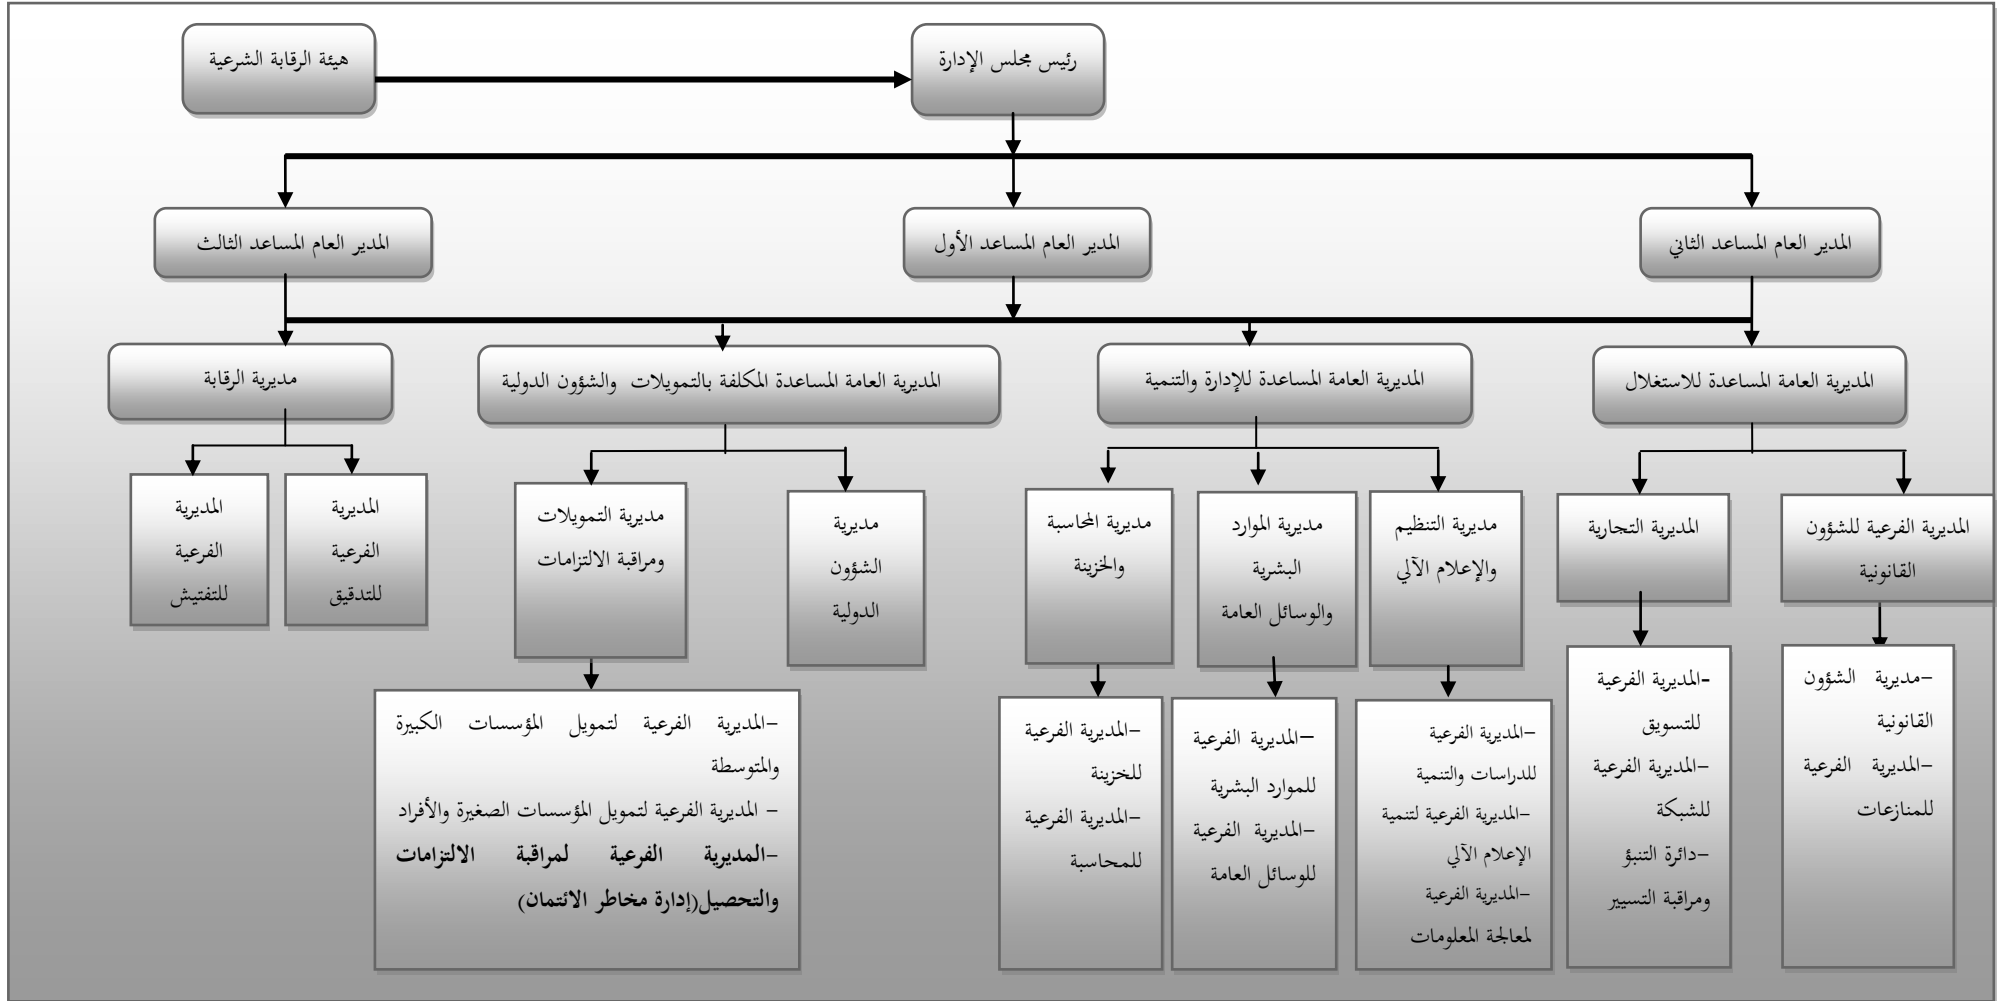 رئيس مجلس الإدارة
هيئة الرقابة الشرعية
المدير العام المساعد الثاني
المدير العام المساعد الأول
المدير العام المساعد الثالث
المديرية العامة المساعدة للاستغلال
المديرية العامة المساعدة للإدارة والتنمية
المديرية العامة المساعدة المكلفة بالتمويلات والشؤون الدولية
مديرية الرقابة
المديرية الفرعية للشؤون
القانونية
المديرية التجارية
مديرية التنظيم
والإعلام الآلي
مديرية الموارد
البشرية
والوسائل العامة
مديرية المحاسبة
والخزينة
مديرية
الشؤون
الدولية
مديرية التمويلات
ومراقبة الالتزامات
المديرية
الفرعية
للتدقيق
المديرية
الفرعية
للتفتيش
-مديرية الشؤون
القانونية
-المديرية الفرعية
للمنازعات
-المديرية الفرعية
للتسويق
-المديرية الفرعية
للشبكة
-دائرة التنبؤ
ومراقبة التسيير
-المديرية الفرعية
للدراسات والتنمية
-المديرية الفرعية لتنمية
الإعلام الآلي
-المديرية الفرعية
لمعالجة المعلومات
-المديرية الفرعية
للموارد البشرية
-المديرية الفرعية
للوسائل العامة
-المديرية الفرعية
للخزينة
-المديرية الفرعية
للمحاسبة
-المديرية الفرعية لتمويل المؤسسات الكبيرة
والمتوسطة
- المديرية الفرعية لتمويل المؤسسات الصغيرة والأفراد
-المديرية الفرعية لمراقبة الالتزامات
والتحصيل(إدارة مخاطر الائتمان)